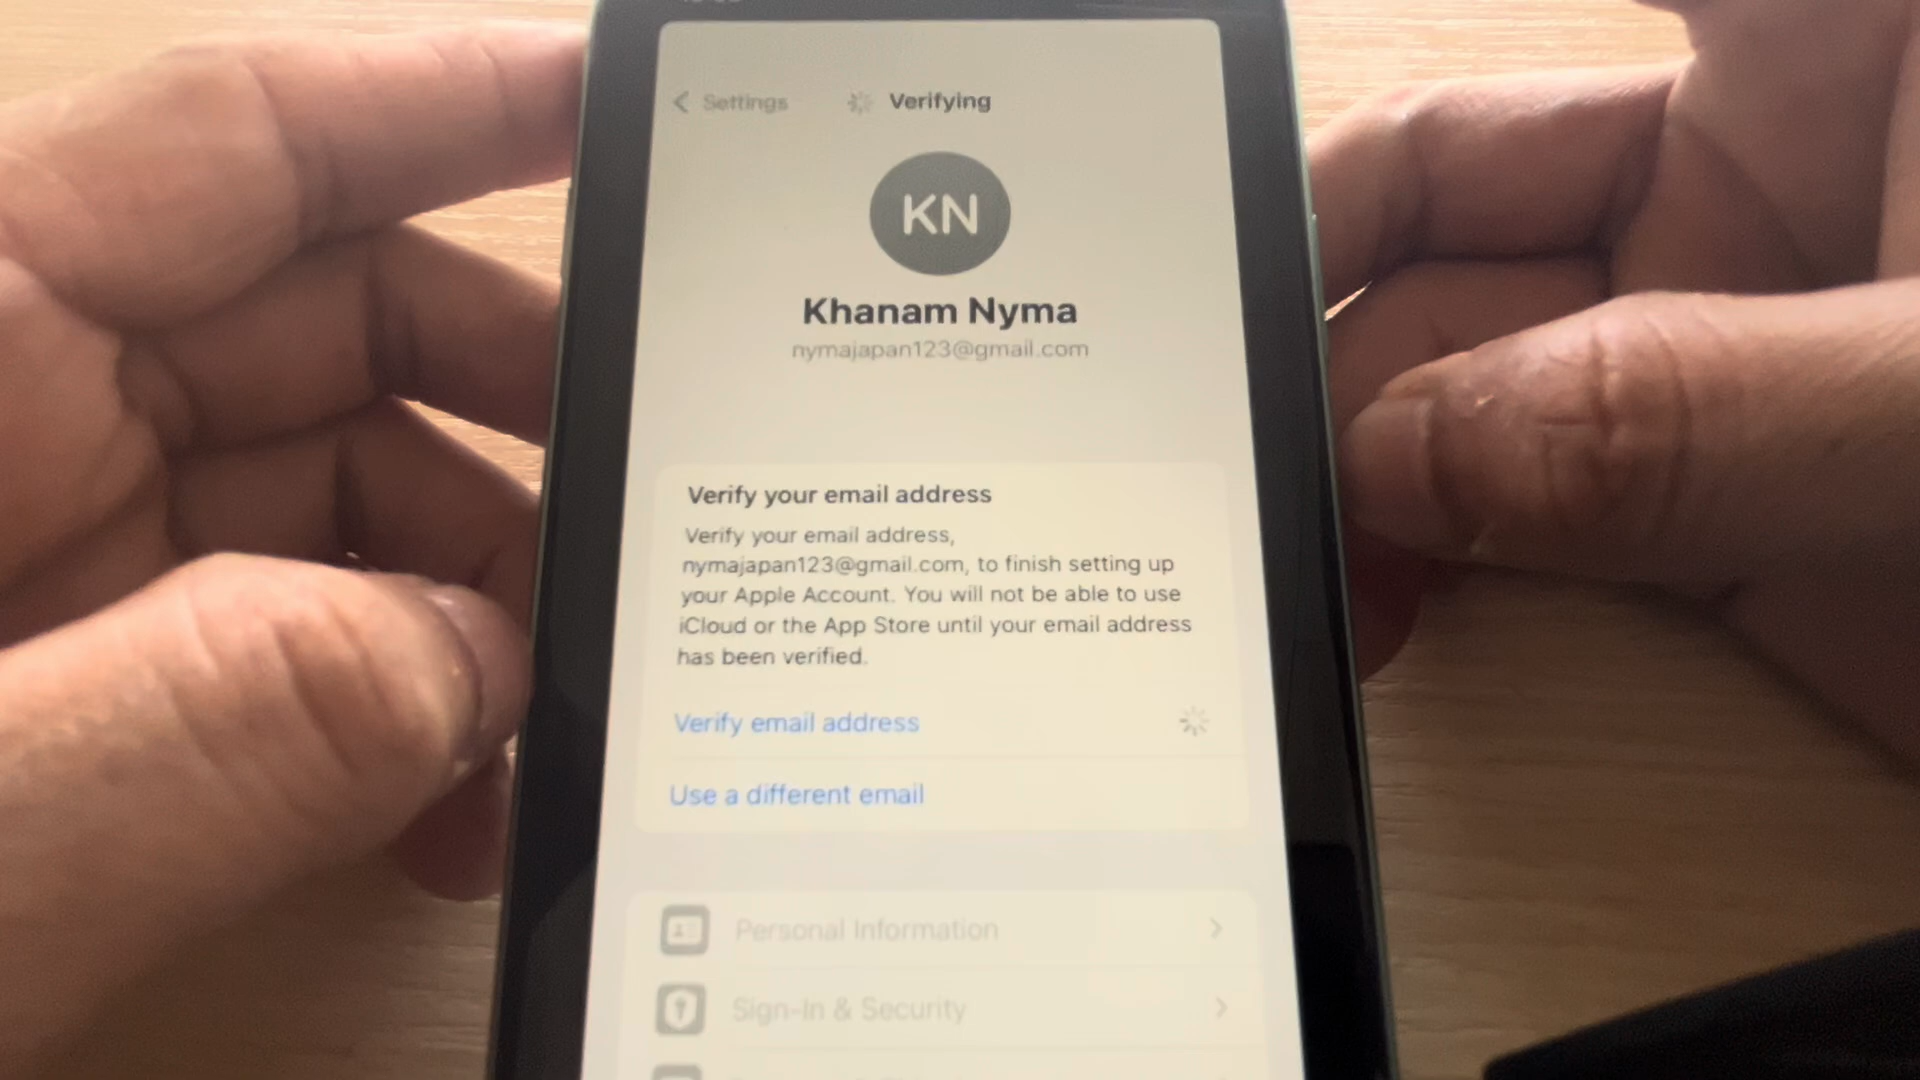 Settings
Verifying
KN
Khanam Nyma
nymajapan123@gmail.com
Verify your email address
Verify your email address,
nymajapan123@gmail.com, to finish setting up
your Apple Account. You will not be able to use
iCloud or the App Store until your email address
has been verified.
Verify email address
Use a different email
Personal Information
Sign-In & Security